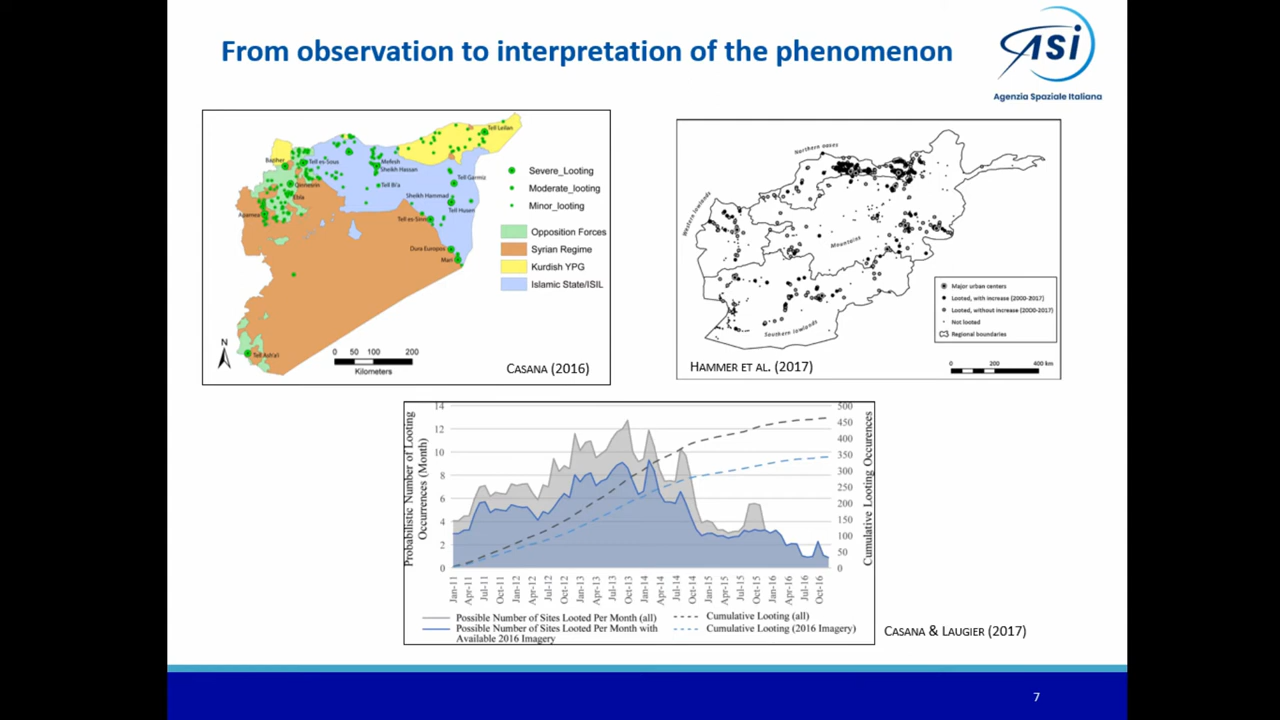 From observation to interpretation of the phenomenon
ASI
Agenzia Spaziale Italiana
Tell Leilan
Bapher
Tell es-Sous
Mefesh
Sheikh Hassan
Qinnesrin
Tell Bi'a
Tell Garmiz
Ebla
Sheikh Hammad
Apamea
Tell Husen
Tell es-Sinn
Dura Europos
Mari
Tell Ash'ari
Severe_Looting
Moderate_looting
Minor_looting
Opposition Forces
Syrian Regime
Kurdish YPG
Islamic State/ISIL
N
0 50 100 200
Kilometers
CASANA (2016)
Northern oases
Western lowlands
Mountains
Southern lowlands
Major urban centers
Looted, with increase (2000-2017)
Looted, without increase (2000-2017)
Not looted
Regional boundaries
0 200 400 km
HAMMER ET AL. (2017)
Probabilistic Number of Looting
Occurrences (Month)
14
12
10
8
6
4
2
0
500
450
400
350
300
250
200
150
100
50
0
Cumulative Looting Occurences
Jan-11 Apr-11 Jul-11 Oct-11 Jan-12 Apr-12 Jul-12 Oct-12 Jan-13 Apr-13 Jul-13 Oct-13 Jan-14 Apr-14 Jul-14 Oct-14 Jan-15 Apr-15 Jul-15 Oct-15 Jan-16 Apr-16 Jul-16 Oct-16
Possible Number of Sites Looted Per Month (all)
Possible Number of Sites Looted Per Month with
Available 2016 Imagery
Cumulative Looting (all)
Cumulative Looting (2016 Imagery)
CASANA & LAUGIER (2017)
7